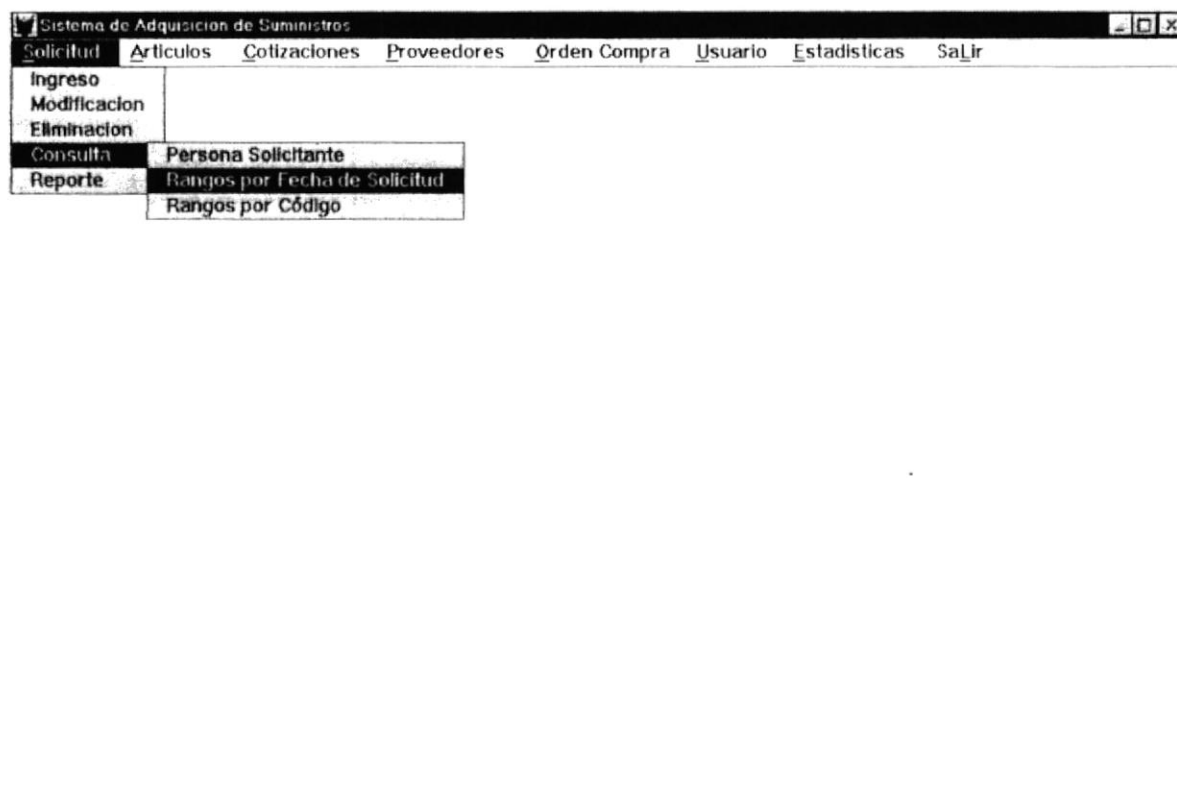 Sistema de Adquisicion de Suministros
Solicitud Articulos Cotizaciones Proveedores Orden Compra Usuario Estadisticas SaLir
Ingreso
Modificacion
Eliminacion
Consulta Persona Solicitante
Reporte Rangos por Fecha de Solicitud
Rangos por Código